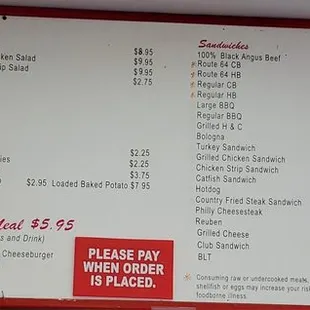 $8.95
ken Salad $9.95
ip Salad $9.95
$2.75
$2.25
ies $2.25
$3.75
$2.95 Loaded Baked Potato $7.95
leal $5.95
s and Drink)
Cheeseburger
PLEASE PAY
WHEN ORDER
IS PLACED.
Sandwiches
100% Black Angus Beef
* Route 64 CB
* Route 64 HB
* Regular CB
* Regular HB
Large BBQ
Regular BBQ
Grilled H & C
Bologna
Turkey Sandwich
Grilled Chicken Sandwich
Chicken Strip Sandwich
Catfish Sandwich
Hotdog
Country Fried Steak Sandwich
Philly Cheesesteak
Reuben
Grilled Cheese
Club Sandwich
BLT
* Consuming raw or undercooked meats,
shellfish or eggs may increase your risk
foodborne illness.